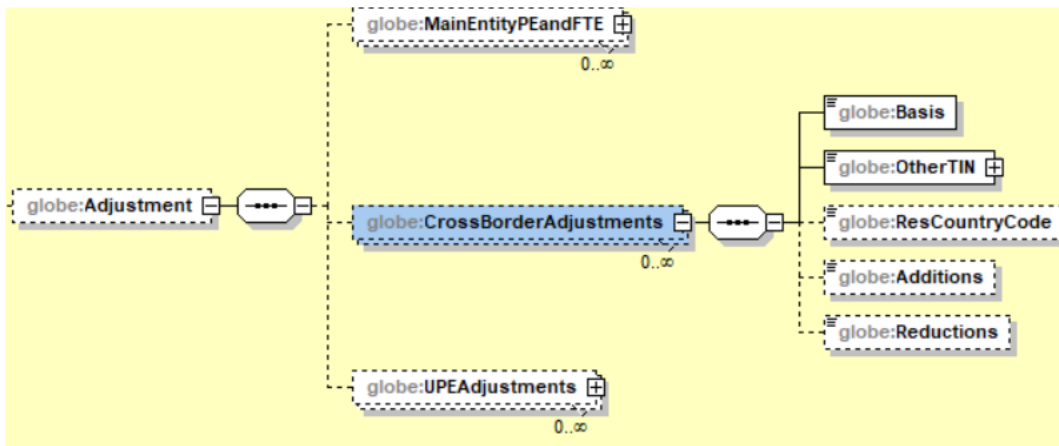 globe:MainEntityPEandFTE
0..∞
globe:Adjustment
globe:CrossBorderAdjustments
0..∞
globe:Basis
globe:OtherTIN
globe:ResCountryCode
globe:Additions
globe:Reductions
globe:UPEAdjustments
0..∞